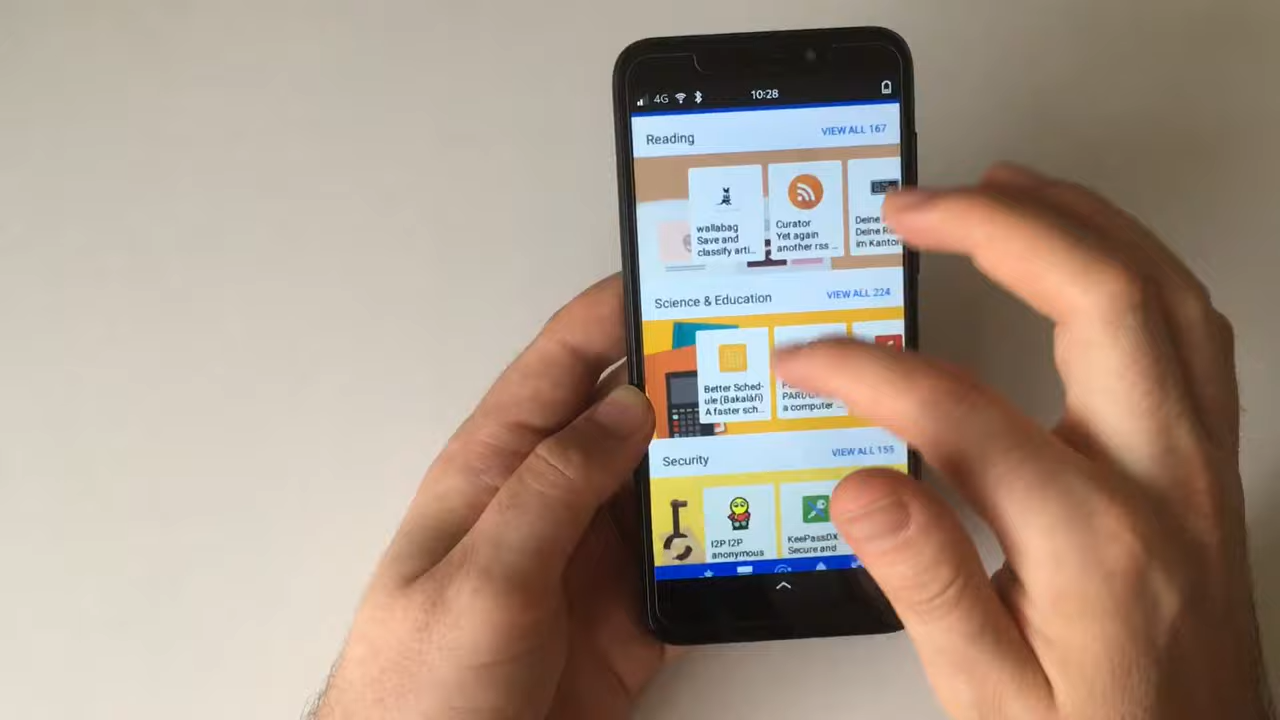 4G 10:28
Reading VIEW ALL 167
wallabag
Save and
classify arti...
Curator
Yet again
another rss ...
Deine
Deine
im Kanton
Science & Education VIEW ALL 224
Better Sched-
ule (Bakaláři)
A faster sch...
a computer ...
Security VIEW ALL 155
I2P I2P
anonymous
KeePassDX
Secure and